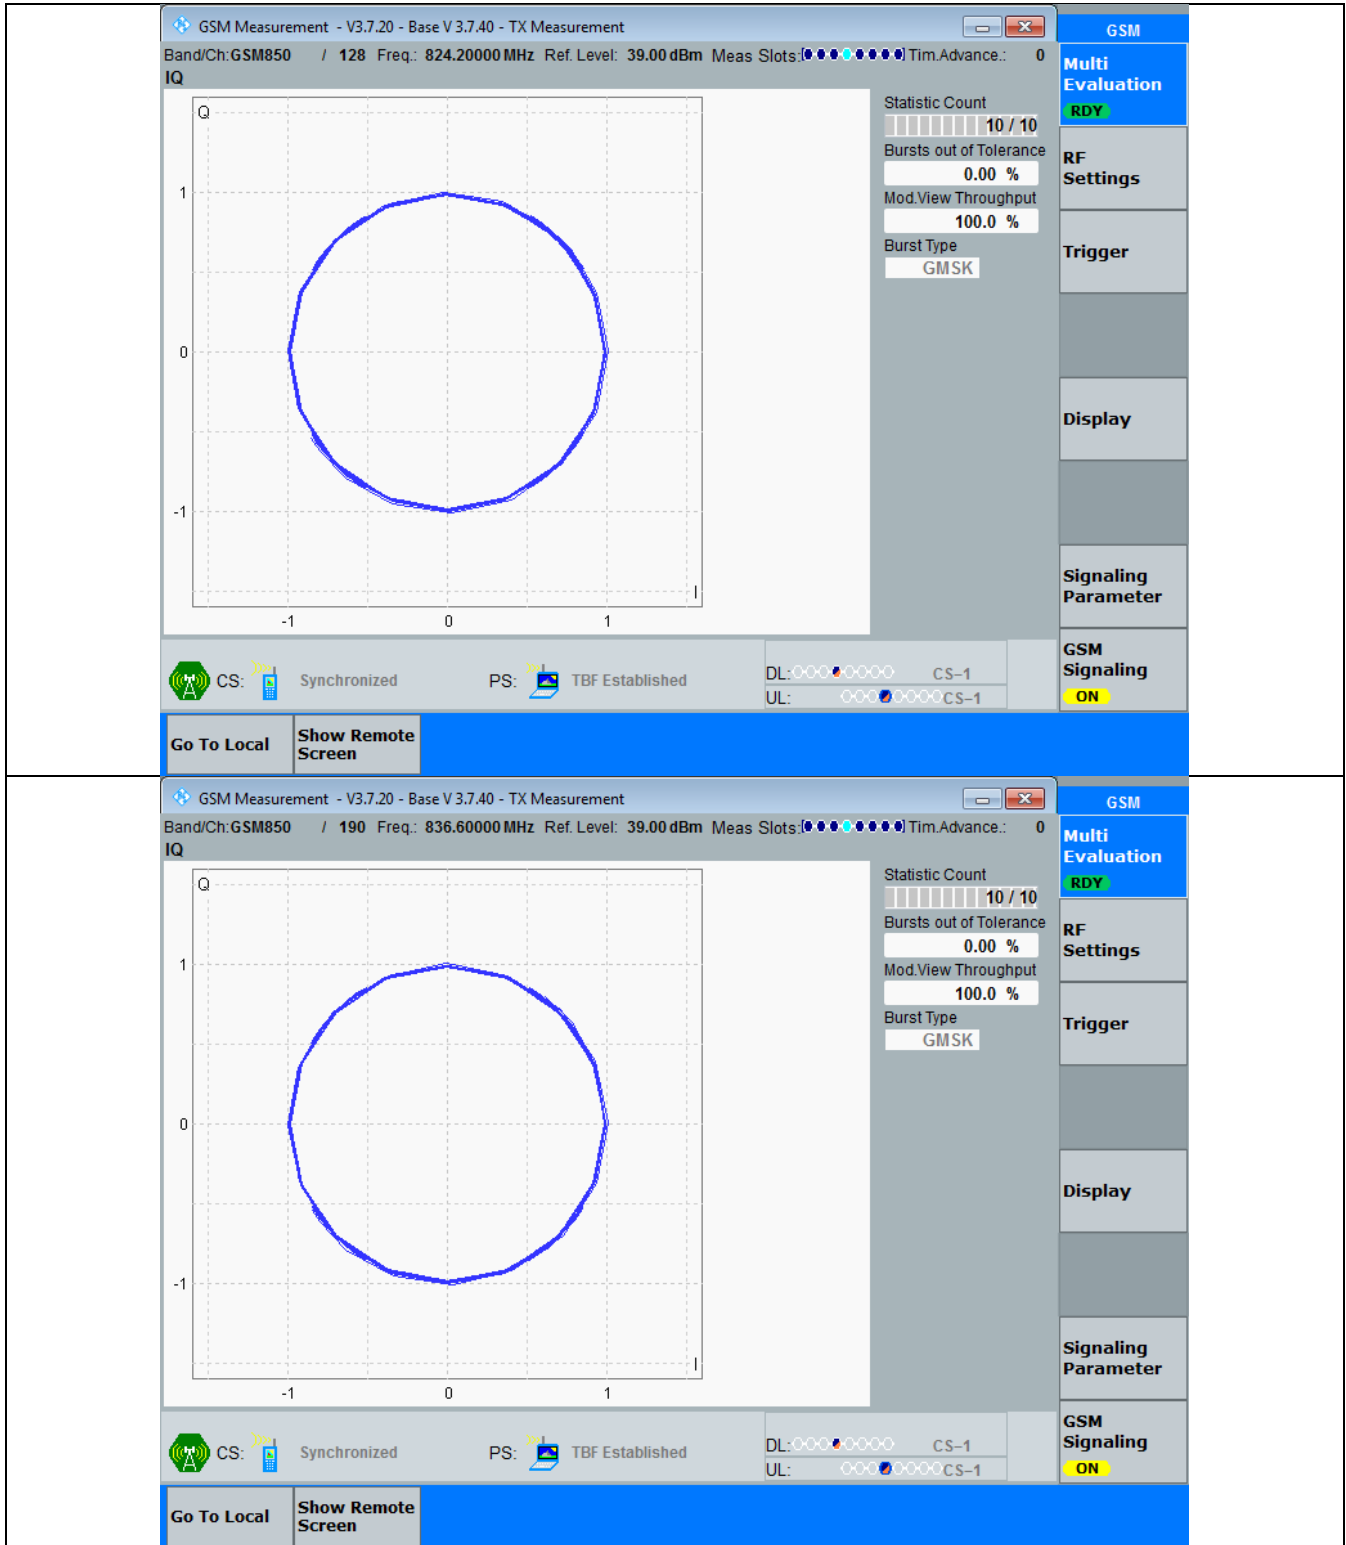 GSM Measurement - V3.7.20 - Base V 3.7.40 - TX Measurement
GSM
Band/Ch: GSM850 / 128 Freq.: 824.20000 MHz Ref. Level: 39.00 dBm Meas Slots: Tim.Advance.: 0
IQ
Multi
Evaluation
RDY
Q
Statistic Count
10 / 10
Bursts out of Tolerance
0.00 %
Mod.View Throughput
100.0 %
Burst Type
GMSK
RF
Settings
Trigger
Display
Signaling
Parameter
GSM
Signaling
ON
1
0
-1
I
-1 0 1
CS: Synchronized PS: TBF Established
DL: CS-1
UL: CS-1
Go To Local
Show Remote
Screen
GSM Measurement - V3.7.20 - Base V 3.7.40 - TX Measurement
GSM
Band/Ch: GSM850 / 190 Freq.: 836.60000 MHz Ref. Level: 39.00 dBm Meas Slots: Tim.Advance.: 0
IQ
Multi
Evaluation
RDY
Q
Statistic Count
10 / 10
Bursts out of Tolerance
0.00 %
Mod.View Throughput
100.0 %
Burst Type
GMSK
RF
Settings
Trigger
Display
Signaling
Parameter
GSM
Signaling
ON
1
0
-1
I
-1 0 1
CS: Synchronized PS: TBF Established
DL: CS-1
UL: CS-1
Go To Local
Show Remote
Screen